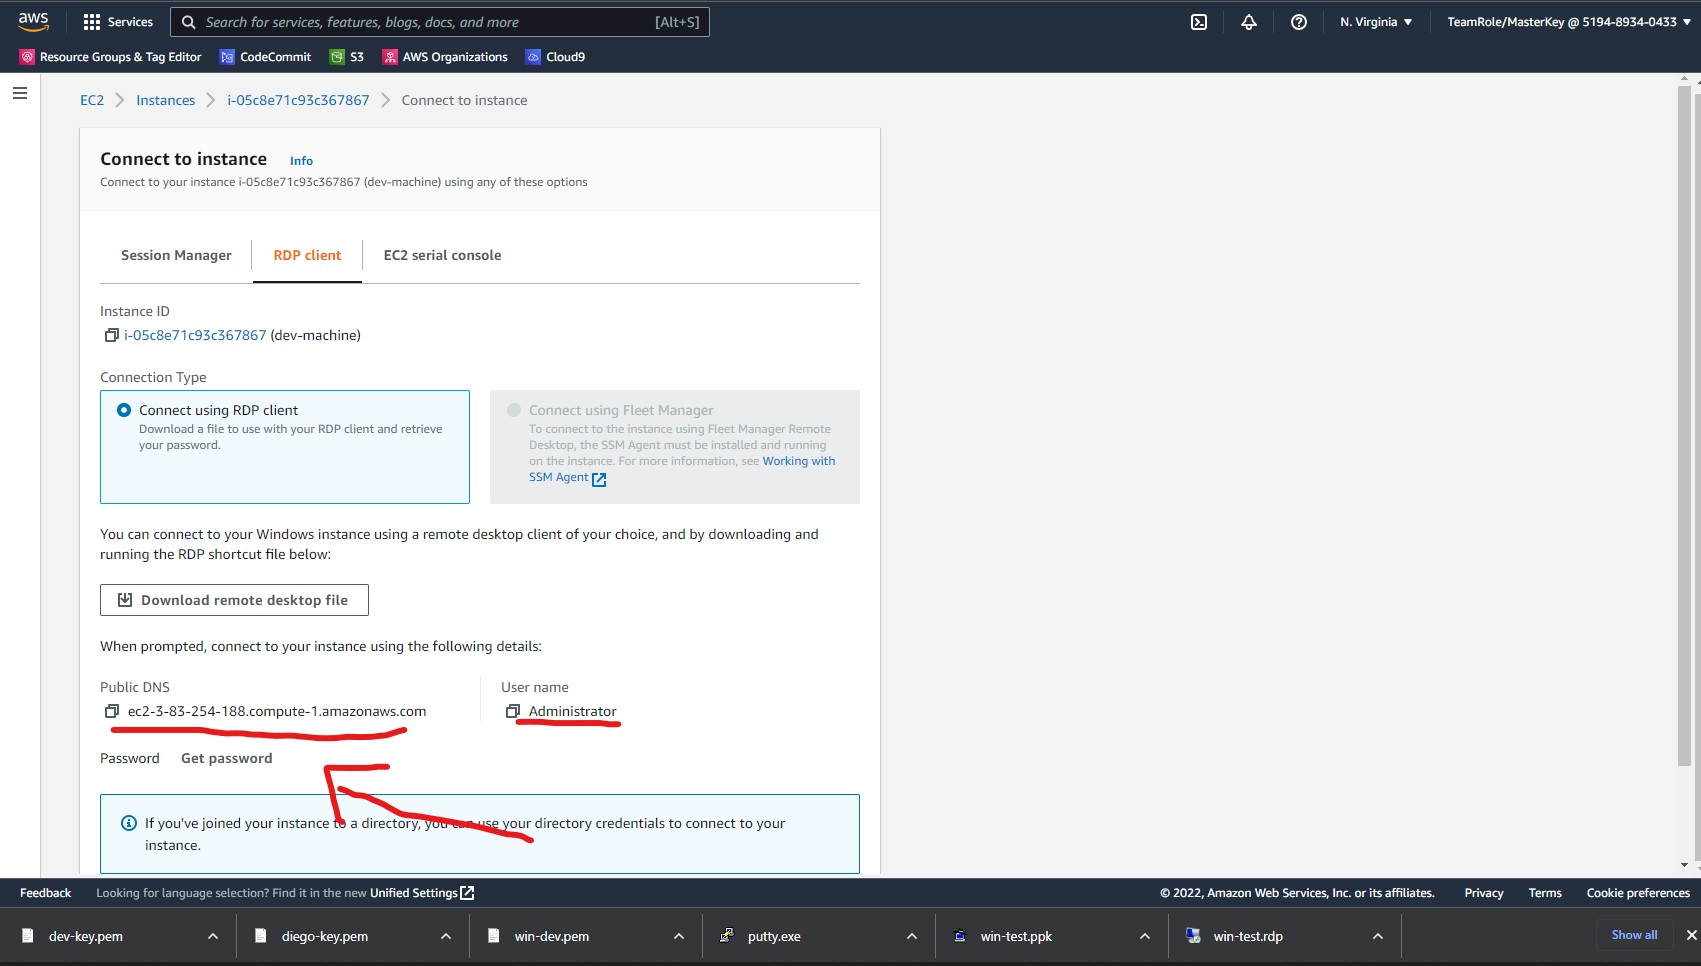 aws
Services
Search for services, features, blogs, docs, and more [Alt+S]
N. Virginia
TeamRole/MasterKey @ 5194-8934-0433
Resource Groups & Tag Editor CodeCommit S3 AWS Organizations Cloud9
EC2 Instances i-05c8e71c93c367867 Connect to instance
Connect to instance Info
Connect to your instance i-05c8e71c93c367867 (dev-machine) using any of these options
Session Manager RDP client EC2 serial console
Instance ID
i-05c8e71c93c367867 (dev-machine)
Connection Type
Connect using RDP client
Download a file to use with your RDP client and retrieve
your password.
Connect using Fleet Manager
To connect to the instance using Fleet Manager Remote
Desktop, the SSM Agent must be installed and running
on the instance. For more information, see Working with
SSM Agent
You can connect to your Windows instance using a remote desktop client of your choice, and by downloading and
running the RDP shortcut file below:
Download remote desktop file
When prompted, connect to your instance using the following details:
Public DNS
ec2-3-83-254-188.compute-1.amazonaws.com
User name
Administrator
Password Get password
If you've joined your instance to a directory, you can use your directory credentials to connect to your
instance.
Feedback Looking for language selection? Find it in the new Unified Settings
© 2022, Amazon Web Services, Inc. or its affiliates. Privacy Terms Cookie preferences
dev-key.pem diego-key.pem win-dev.pem putty.exe win-test.ppk win-test.rdp Show all